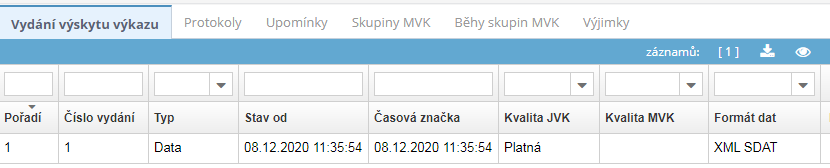 Vydání výskytu výkazu Protokoly Upomínky Skupiny MVK Běhy skupin MVK Výjimky
záznamů: [ 1 ]
Pořadí Číslo vydání Typ Stav od Časová značka Kvalita JVK Kvalita MVK Formát dat
1 1 Data 08.12.2020 11:35:54 08.12.2020 11:35:54 Platná XML SDAT